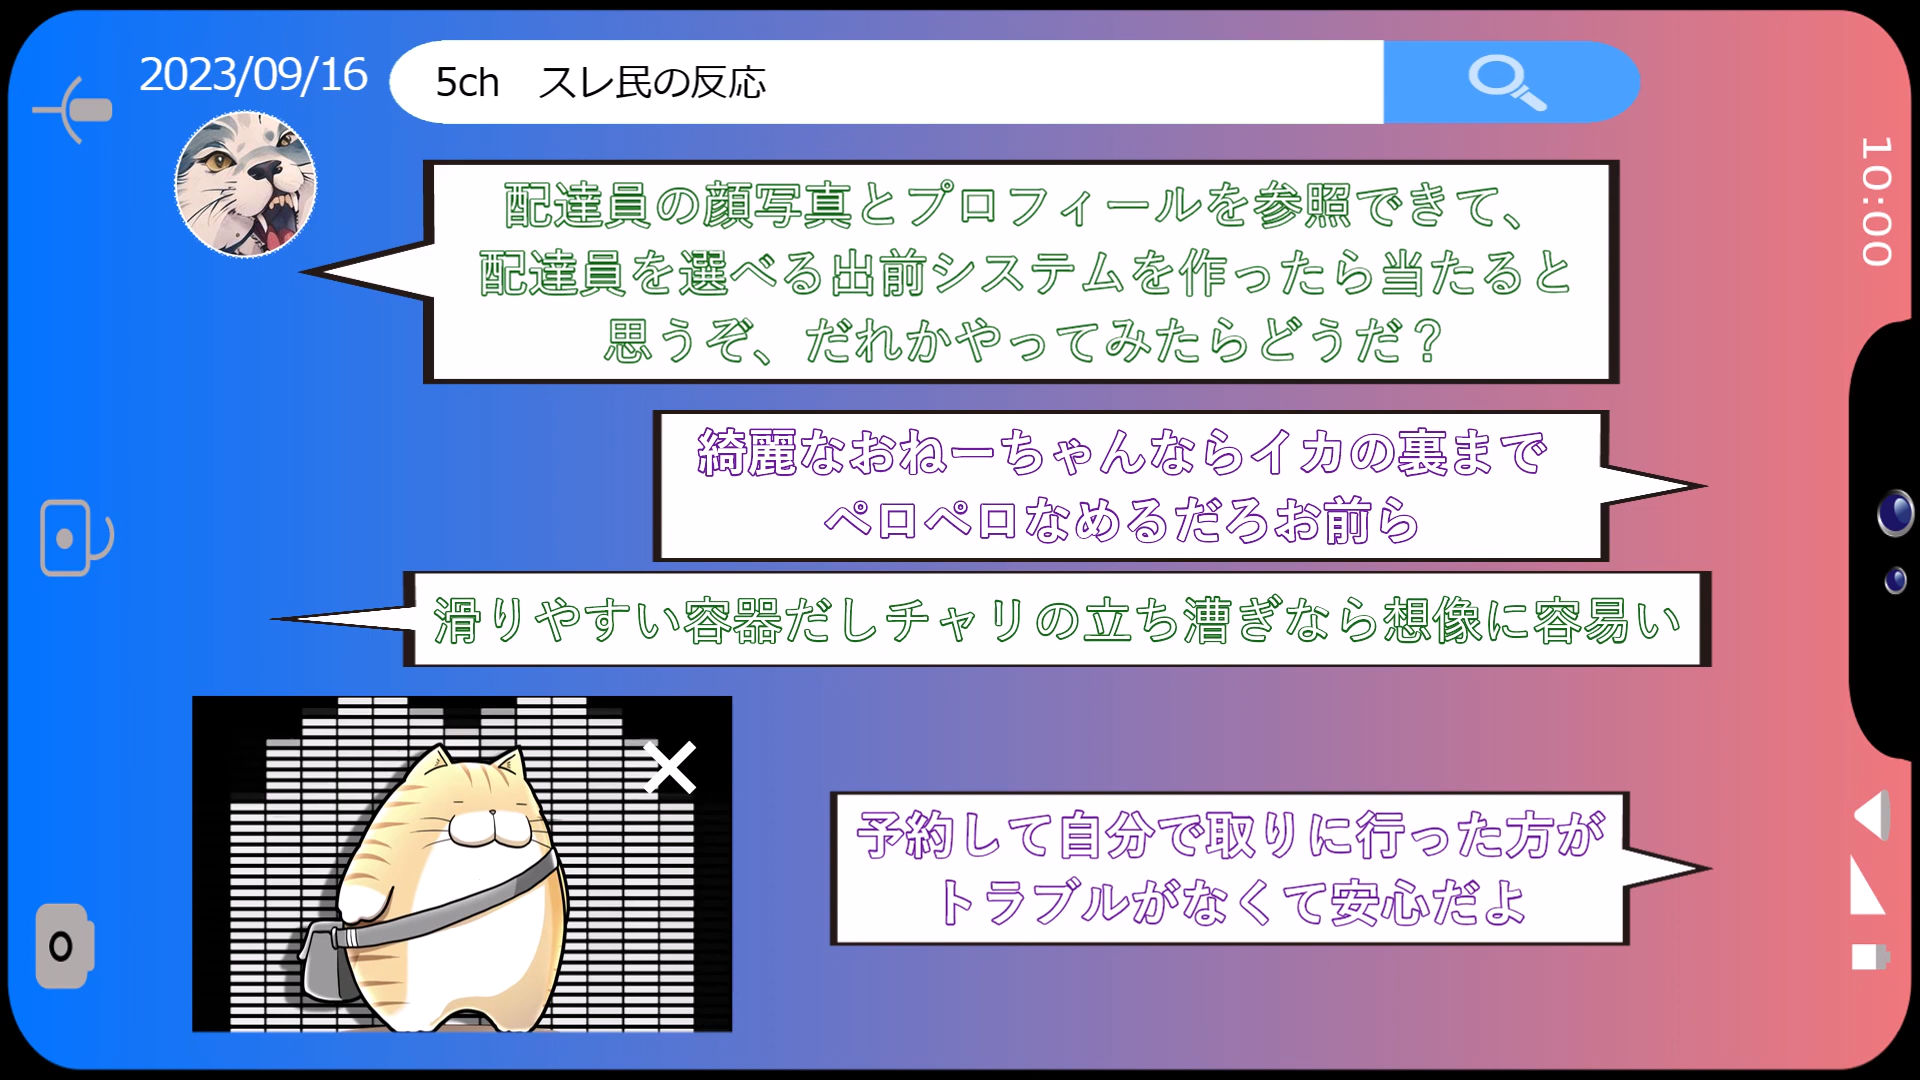 2023/09/16
5ch　スレ民の反応
10:00
配達員の顔写真とプロフィールを参照できて、
配達員を選べる出前システムを作ったら当たると
思うぞ、だれかやってみたらどうだ？
綺麗なおねーちゃんならイカの裏まで
ペロペロなめるだろお前ら
滑りやすい容器だしチャリの立ち漕ぎなら想像に容易い
予約して自分で取りに行った方が
トラブルがなくて安心だよ